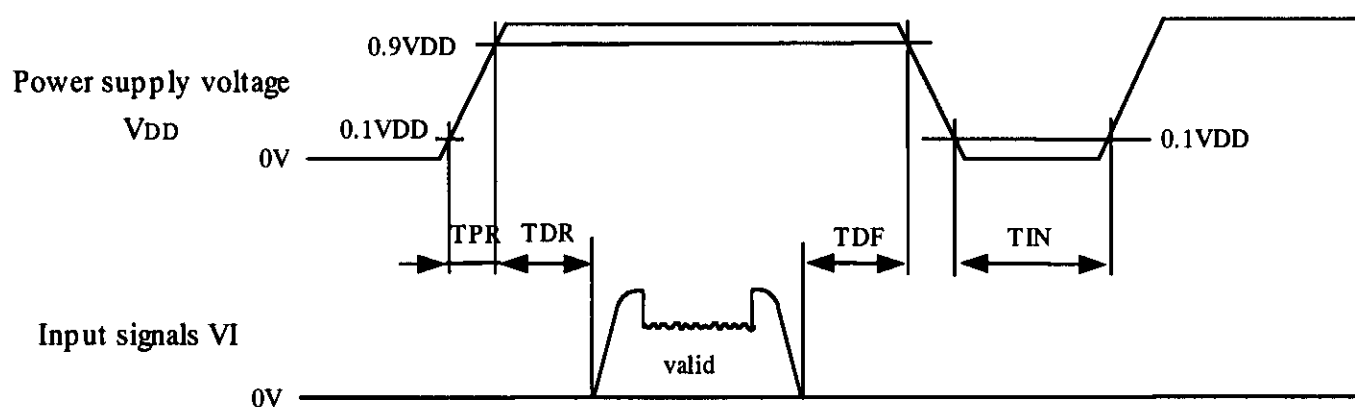 0.9VDD
Power supply voltage
VDD
0.1VDD
0.1VDD
0V
TPR
TDR
TDF
TIN
Input signals VI
valid
0V